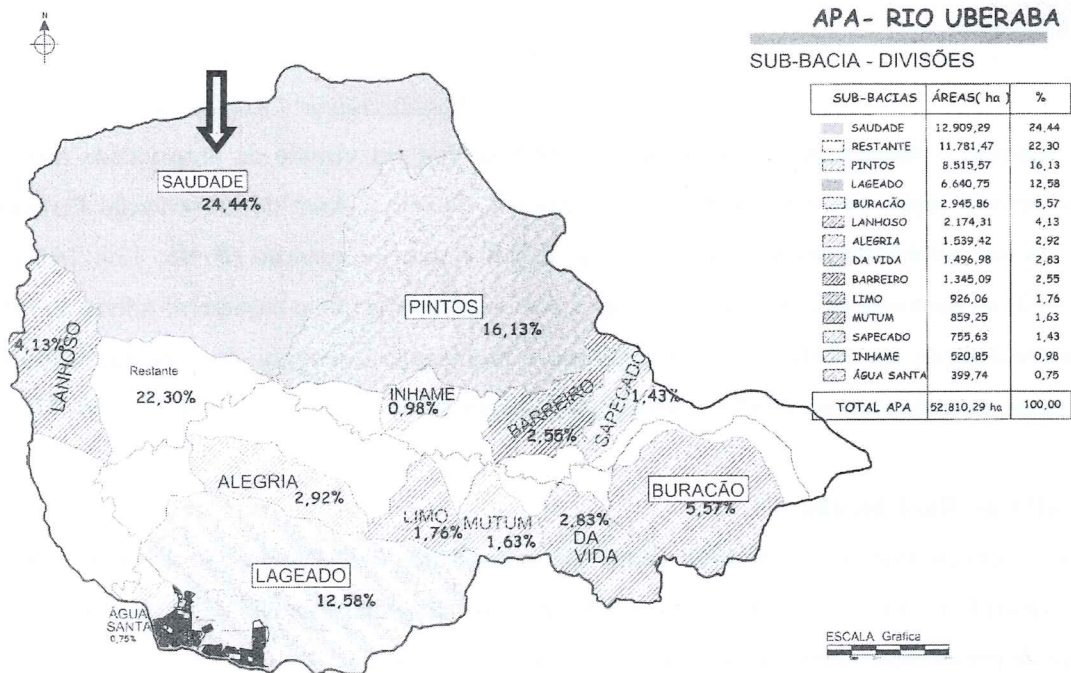 APA- RIO UBERABA
SUB-BACIA - DIVISÕES
SUB-BACIAS ÁREAS( ha ) %
SAUDADE 12.909,29 24,44
RESTANTE 11.781,47 22,30
PINTOS 8.515,57 16,13
LAGEADO 6.640,75 12,58
BURACÃO 2.945,86 5,57
LANHOSO 2.174,31 4,13
ALEGRIA 1.539,42 2,92
DA VIDA 1.496,98 2,83
BARREIRO 1.345,09 2,55
LIMO 926,06 1,76
MUTUM 859,25 1,63
SAPECADO 755,63 1,43
INHAME 520,85 0,98
ÁGUA SANTA 399,74 0,75
TOTAL APA 52.810,29 ha 100,00
N
SAUDADE
24,44%
PINTOS
16,13%
4,13%
LANHOSO
Restante
22,30%
INHAME
0,98%
BARREIRO
2,55%
SAPECADO
1,43%
ALEGRIA
2,92%
LIMO
1,76%
MUTUM
1,63%
2,83%
DA
VIDA
BURACÃO
5,57%
LAGEADO
12,58%
ÁGUA
SANTA
0,75%
ESCALA Grafica